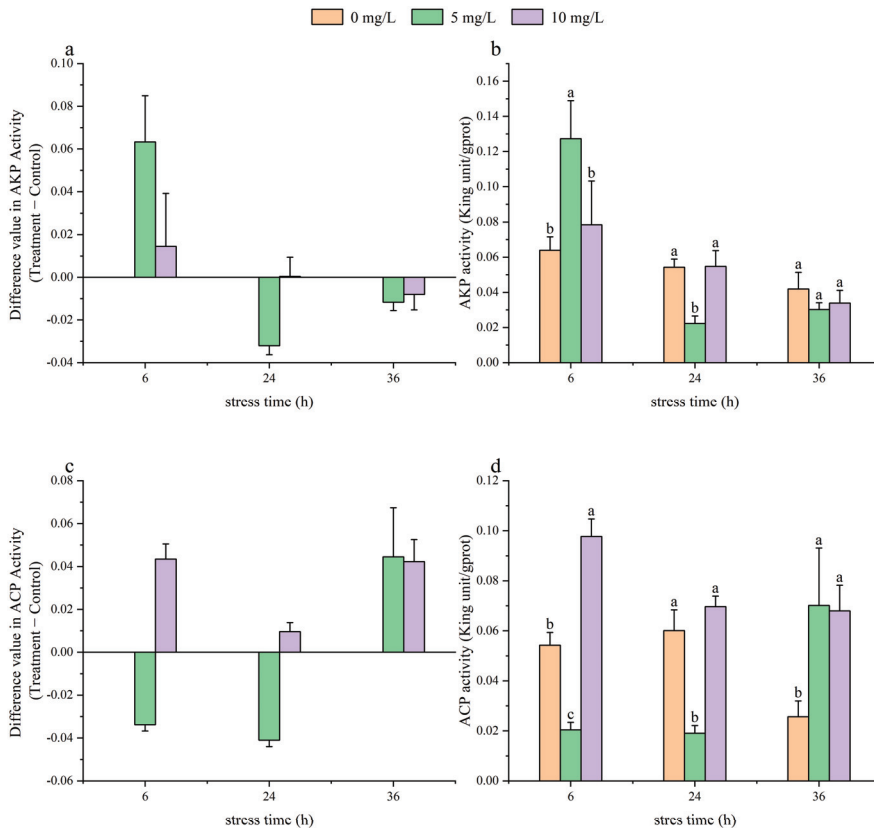 0 mg/L 5 mg/L 10 mg/L
a
Difference value in AKP Activity
(Treatment − Control)
0.10
0.08
0.06
0.04
0.02
0.00
-0.02
-0.04
6 24 36
stress time (h)
b
AKP activity (King unit/gprot)
0.16
0.14
0.12
0.10
0.08
0.06
0.04
0.02
0.00
b a b
a b a
a a a
6 24 36
stress time (h)
c
Difference value in ACP Activity
(Treatment − Control)
0.08
0.06
0.04
0.02
0.00
-0.02
-0.04
-0.06
6 24 36
stress time (h)
d
ACP activity (King unit/gprot)
0.12
0.10
0.08
0.06
0.04
0.02
0.00
b c a
a b a
b a a
6 24 36
stress time (h)